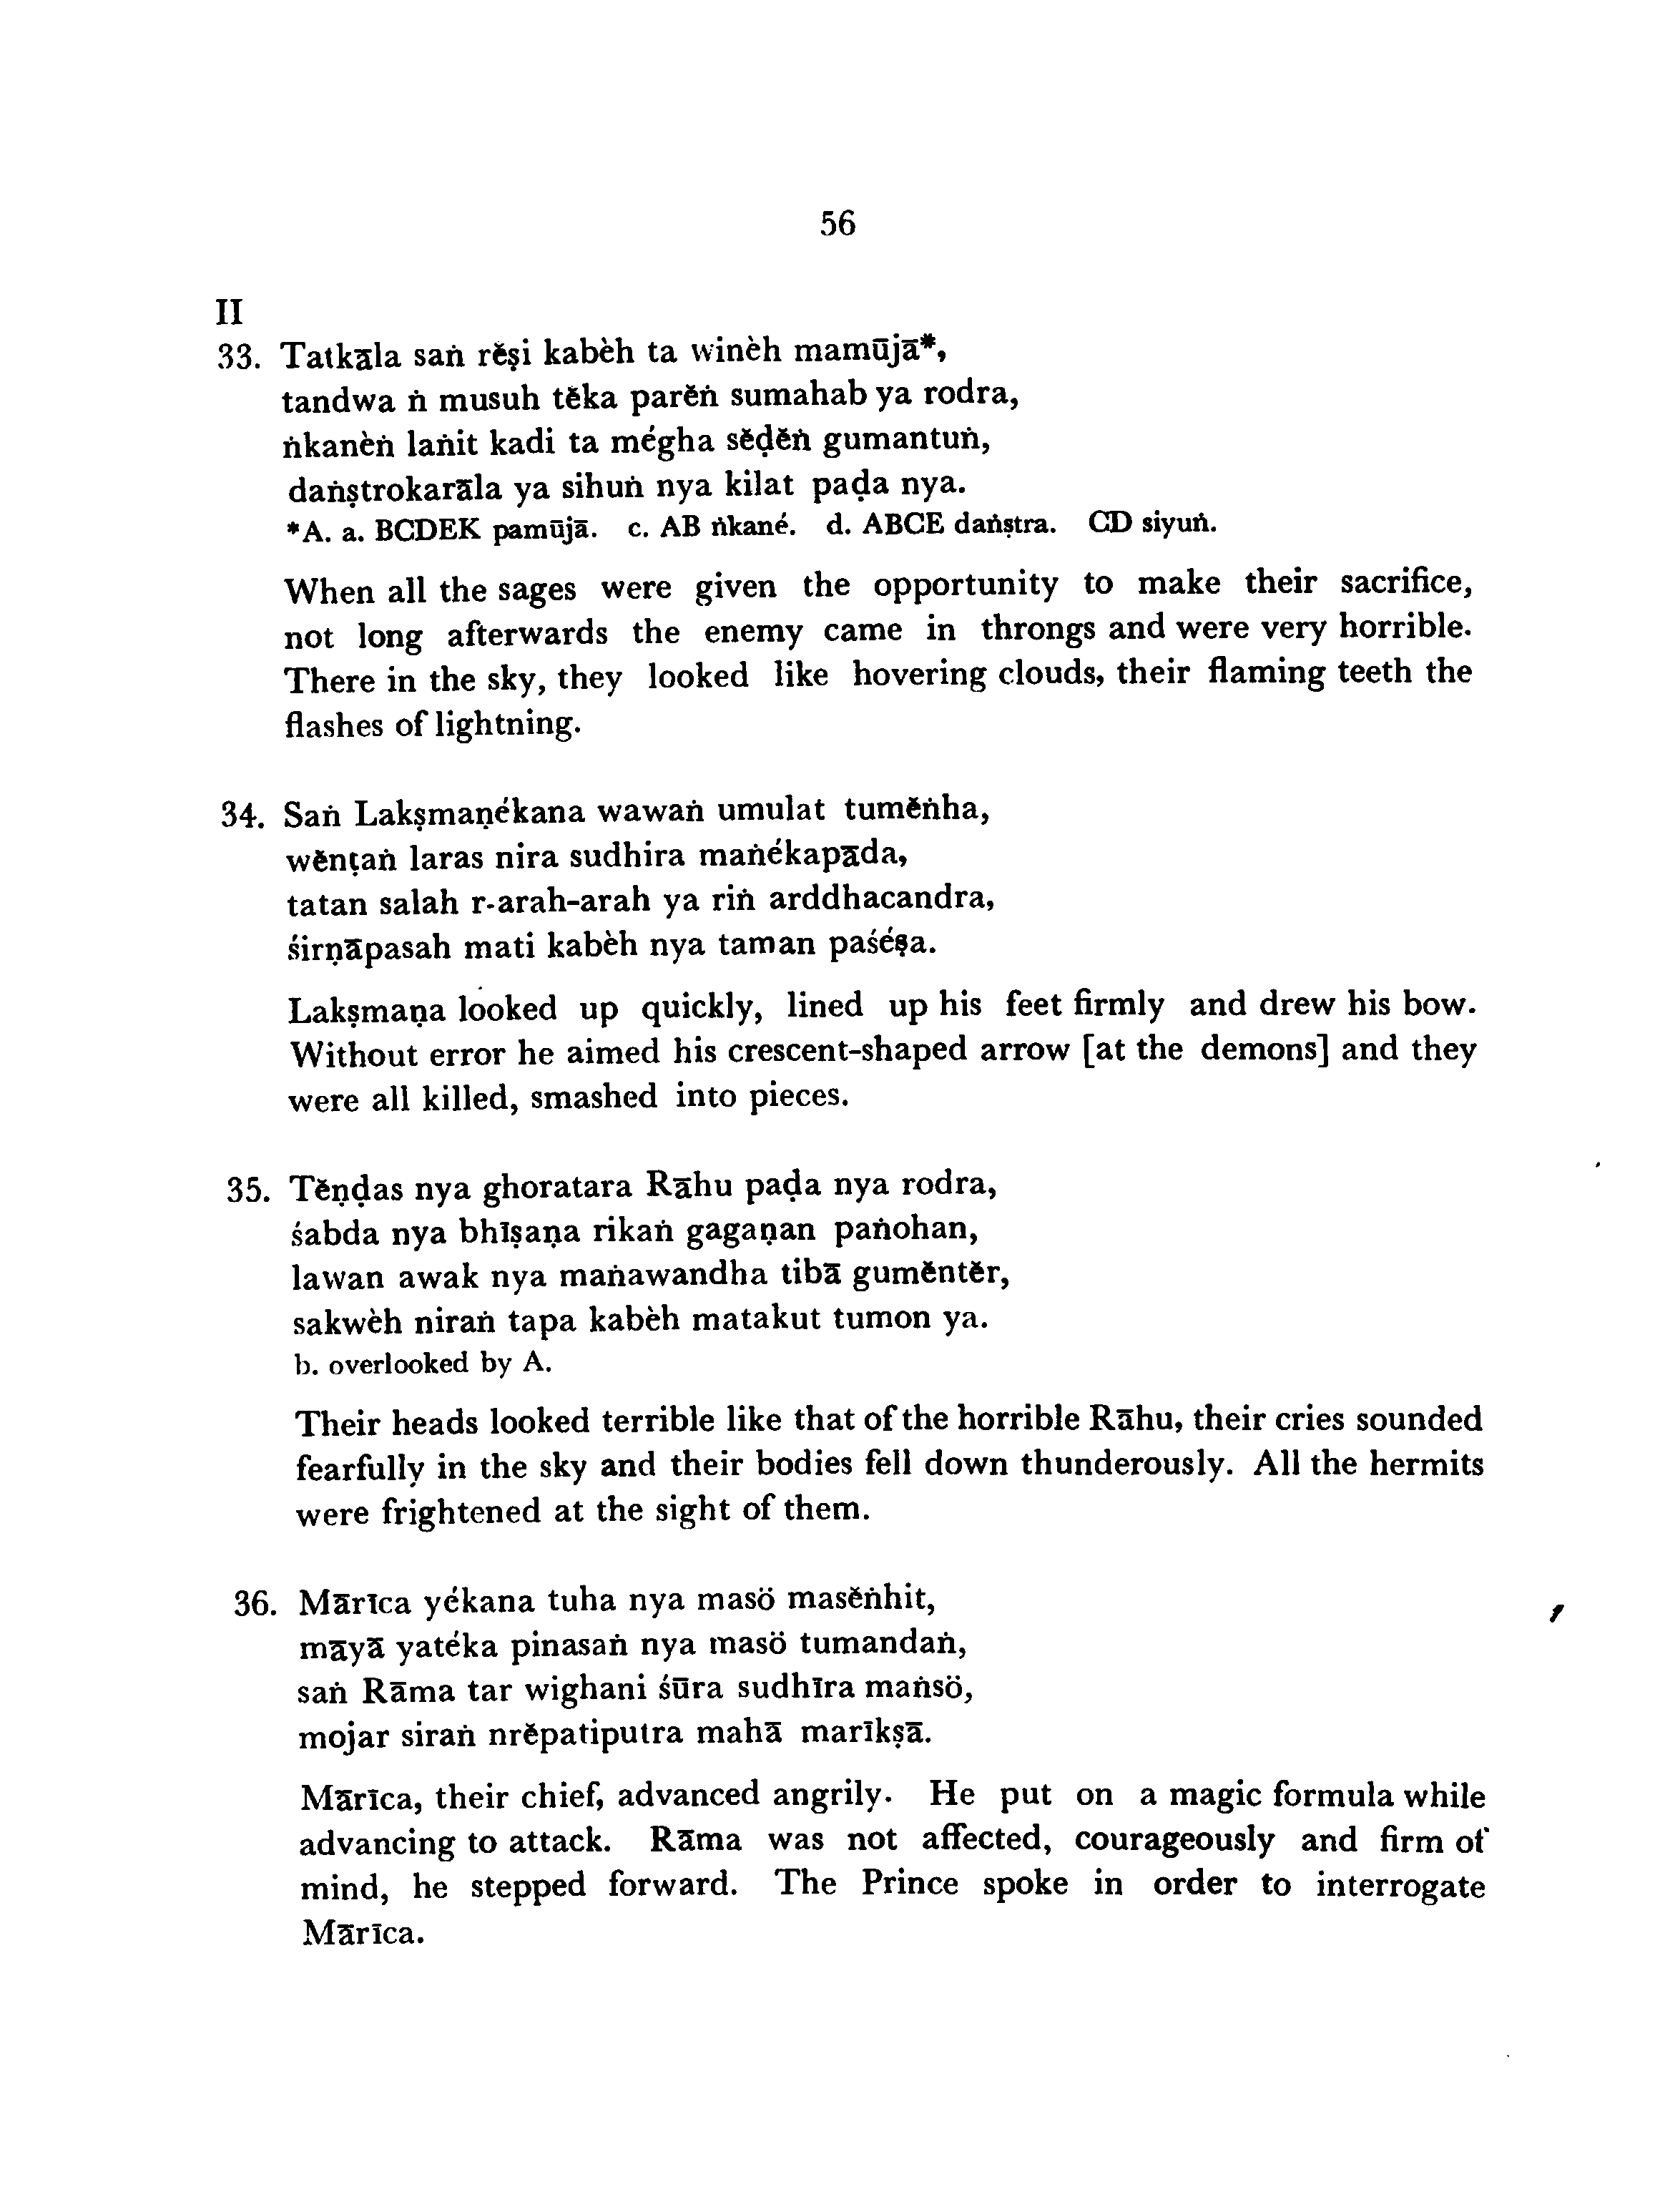 56
II
33. Tatkāla saṅ rĕṣi kabèh ta winèh mamūjā*,
tandwa ṅ musuh tĕka parĕṅ sumahab ya rodra,
ṅkanèṅ laṅit kadi ta mégha sĕḍĕṅ gumantuṅ,
daṅṣṭrokarāla ya sihuṅ nya kilat paḍa nya.
*A. a. BCDEK pamūjā. c. AB ṅkané. d. ABCE daṅṣṭra. CD siyuṅ.
When all the sages were given the opportunity to make their sacrifice,
not long afterwards the enemy came in throngs and were very horrible.
There in the sky, they looked like hovering clouds, their flaming teeth the
flashes of lightning.
34. Saṅ Lakṣmaṇékana wawaṅ umulat tumĕṅha,
wĕnṭaṅ laras nira sudhira maṅékapāda,
tatan salah r-arah-arah ya riṅ arddhacandra,
śirṇāpasah mati kabèh nya taman paśéṣa.
Lakṣmaṇa looked up quickly, lined up his feet firmly and drew his bow.
Without error he aimed his crescent-shaped arrow [at the demons] and they
were all killed, smashed into pieces.
35. Tĕṇḍas nya ghoratara Rāhu paḍa nya rodra,
śabda nya bhīṣaṇa rikaṅ gagaṇan paṅohan,
lawan awak nya maṅawandha tibā gumĕntĕr,
sakwèh niraṅ tapa kabèh matakut tumon ya.
b. overlooked by A.
Their heads looked terrible like that of the horrible Rāhu, their cries sounded
fearfully in the sky and their bodies fell down thunderously. All the hermits
were frightened at the sight of them.
36. Mārīca yékana tuha nya masö masĕṅhit,
māyā yatéka pinasaṅ nya masö tumandaṅ,
saṅ Rāma tar wighani śūra sudhīra maṅsö,
mojar siraṅ nrĕpatiputra mahā marīkṣā.
Mārīca, their chief, advanced angrily. He put on a magic formula while
advancing to attack. Rāma was not affected, courageously and firm of
mind, he stepped forward. The Prince spoke in order to interrogate
Mārīca.